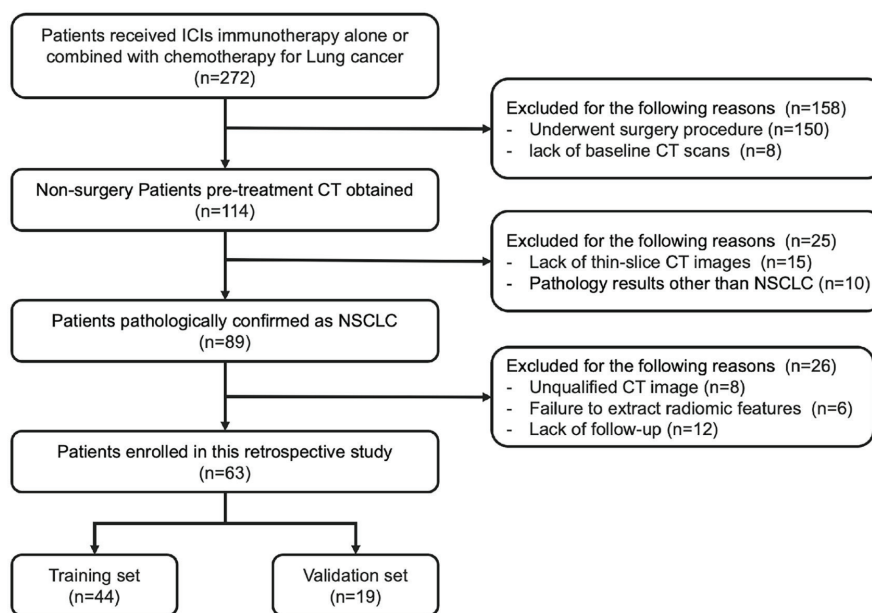 Patients received ICIs immunotherapy alone or
combined with chemotherapy for Lung cancer
(n=272)
Excluded for the following reasons (n=158)
- Underwent surgery procedure (n=150)
- lack of baseline CT scans (n=8)
Non-surgery Patients pre-treatment CT obtained
(n=114)
Excluded for the following reasons (n=25)
- Lack of thin-slice CT images (n=15)
- Pathology results other than NSCLC (n=10)
Patients pathologically confirmed as NSCLC
(n=89)
Excluded for the following reasons (n=26)
- Unqualified CT image (n=8)
- Failure to extract radiomic features (n=6)
- Lack of follow-up (n=12)
Patients enrolled in this retrospective study
(n=63)
Training set
(n=44)
Validation set
(n=19)